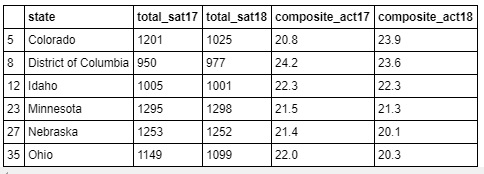 state total_sat17 total_sat18 composite_act17 composite_act18
5 Colorado 1201 1025 20.8 23.9
8 District of Columbia 950 977 24.2 23.6
12 Idaho 1005 1001 22.3 22.3
23 Minnesota 1295 1298 21.5 21.3
27 Nebraska 1253 1252 21.4 20.1
35 Ohio 1149 1099 22.0 20.3